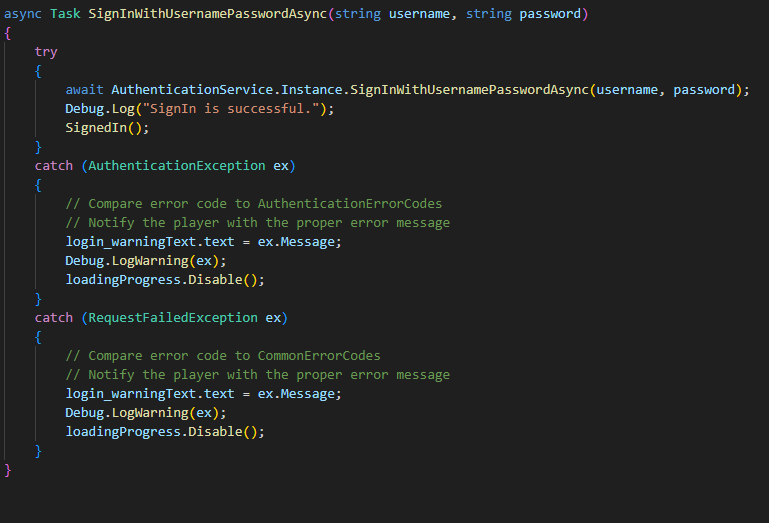 async Task SignInWithUsernamePasswordAsync(string username, string password)
{
try
{
await AuthenticationService.Instance.SignInWithUsernamePasswordAsync(username, password);
Debug.Log("SignIn is successful.");
SignedIn();
}
catch (AuthenticationException ex)
{
// Compare error code to AuthenticationErrorCodes
// Notify the player with the proper error message
login_warningText.text = ex.Message;
Debug.LogWarning(ex);
loadingProgress.Disable();
}
catch (RequestFailedException ex)
{
// Compare error code to CommonErrorCodes
// Notify the player with the proper error message
login_warningText.text = ex.Message;
Debug.LogWarning(ex);
loadingProgress.Disable();
}
}